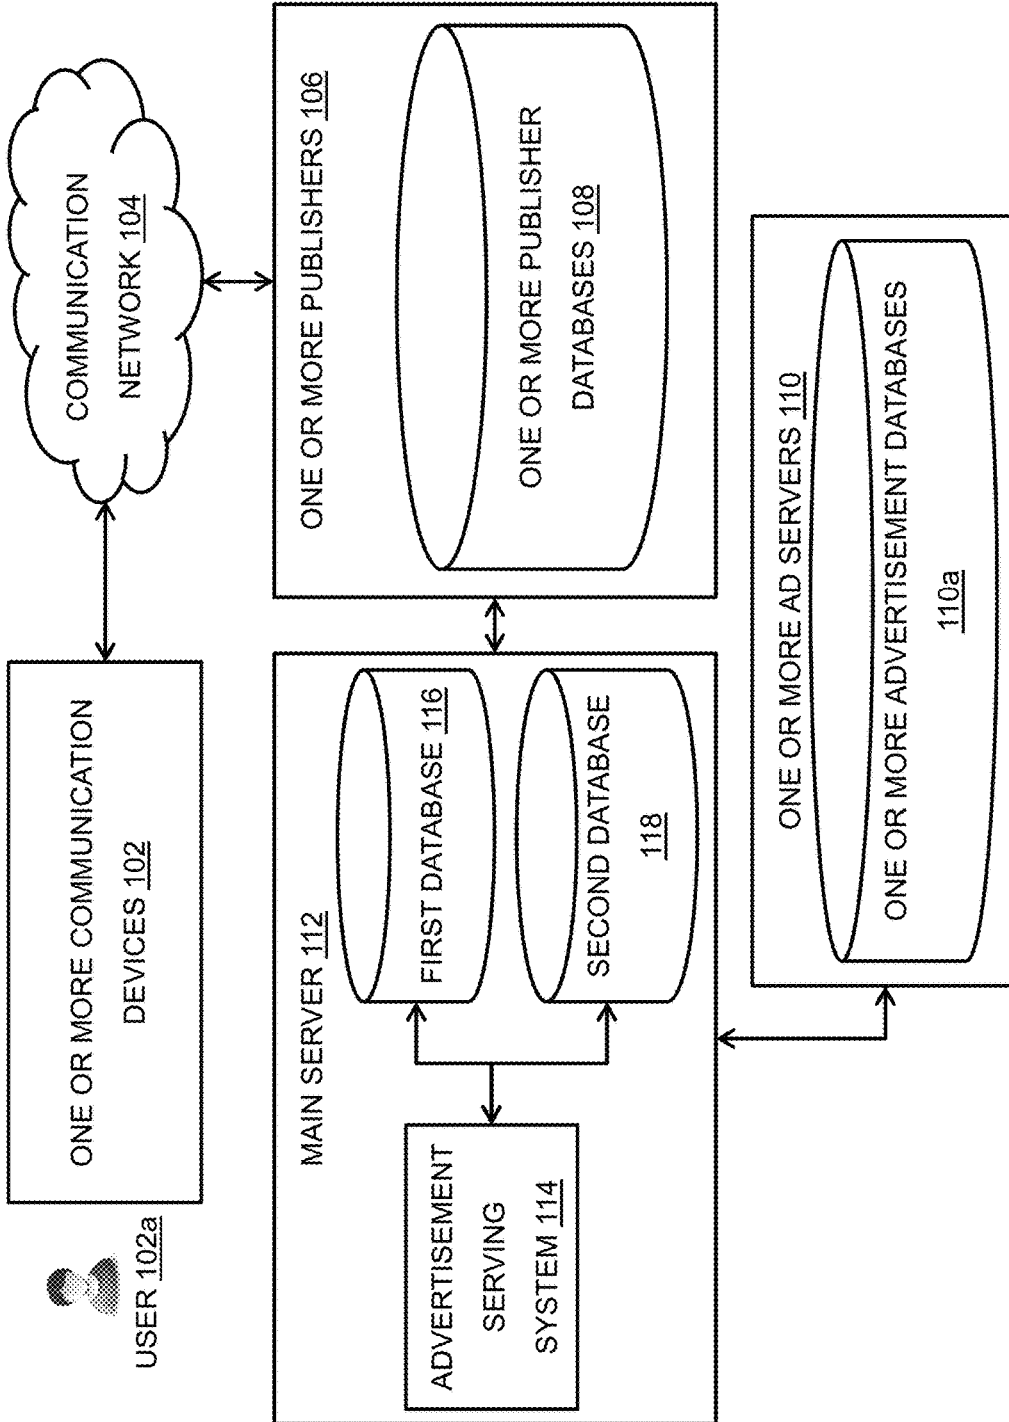 USER 102a
ONE OR MORE COMMUNICATION
DEVICES 102
COMMUNICATION
NETWORK 104
MAIN SERVER 112
ADVERTISEMENT
SERVING
SYSTEM 114
FIRST DATABASE 116
SECOND DATABASE
118
ONE OR MORE PUBLISHERS 106
ONE OR MORE PUBLISHER
DATABASES 108
ONE OR MORE AD SERVERS 110
ONE OR MORE ADVERTISEMENT DATABASES
110a